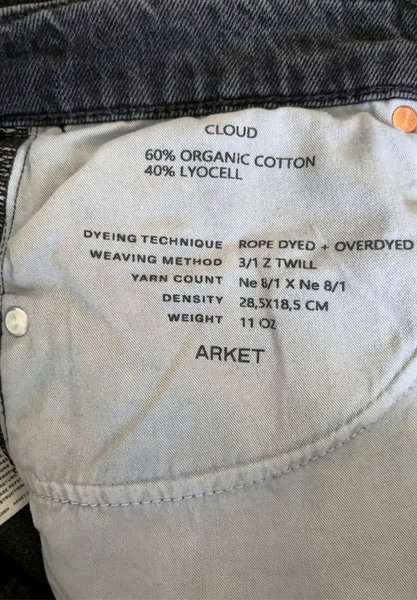 CLOUD
60% ORGANIC COTTON
40% LYOCELL
DYEING TECHNIQUE ROPE DYED + OVERDYED
WEAVING METHOD 3/1 Z TWILL
YARN COUNT Ne 8/1 X Ne 8/1
DENSITY 28,5X18,5 CM
WEIGHT 11 OZ
ARKET